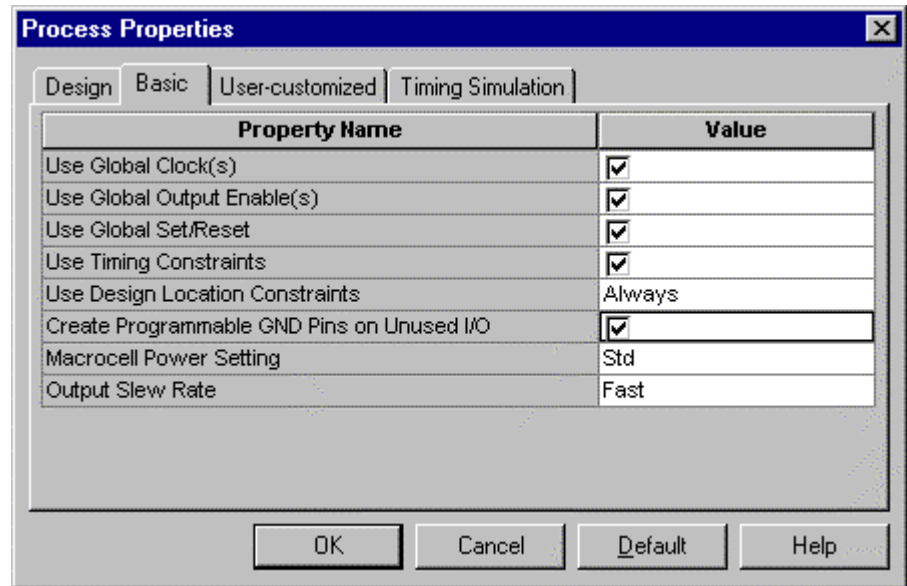 Process Properties
Design Basic User-customized Timing Simulation
Property Name Value
Use Global Clock(s)
Use Global Output Enable(s)
Use Global Set/Reset
Use Timing Constraints
Use Design Location Constraints Always
Create Programmable GND Pins on Unused I/O
Macrocell Power Setting Std
Output Slew Rate Fast
OK Cancel Default Help